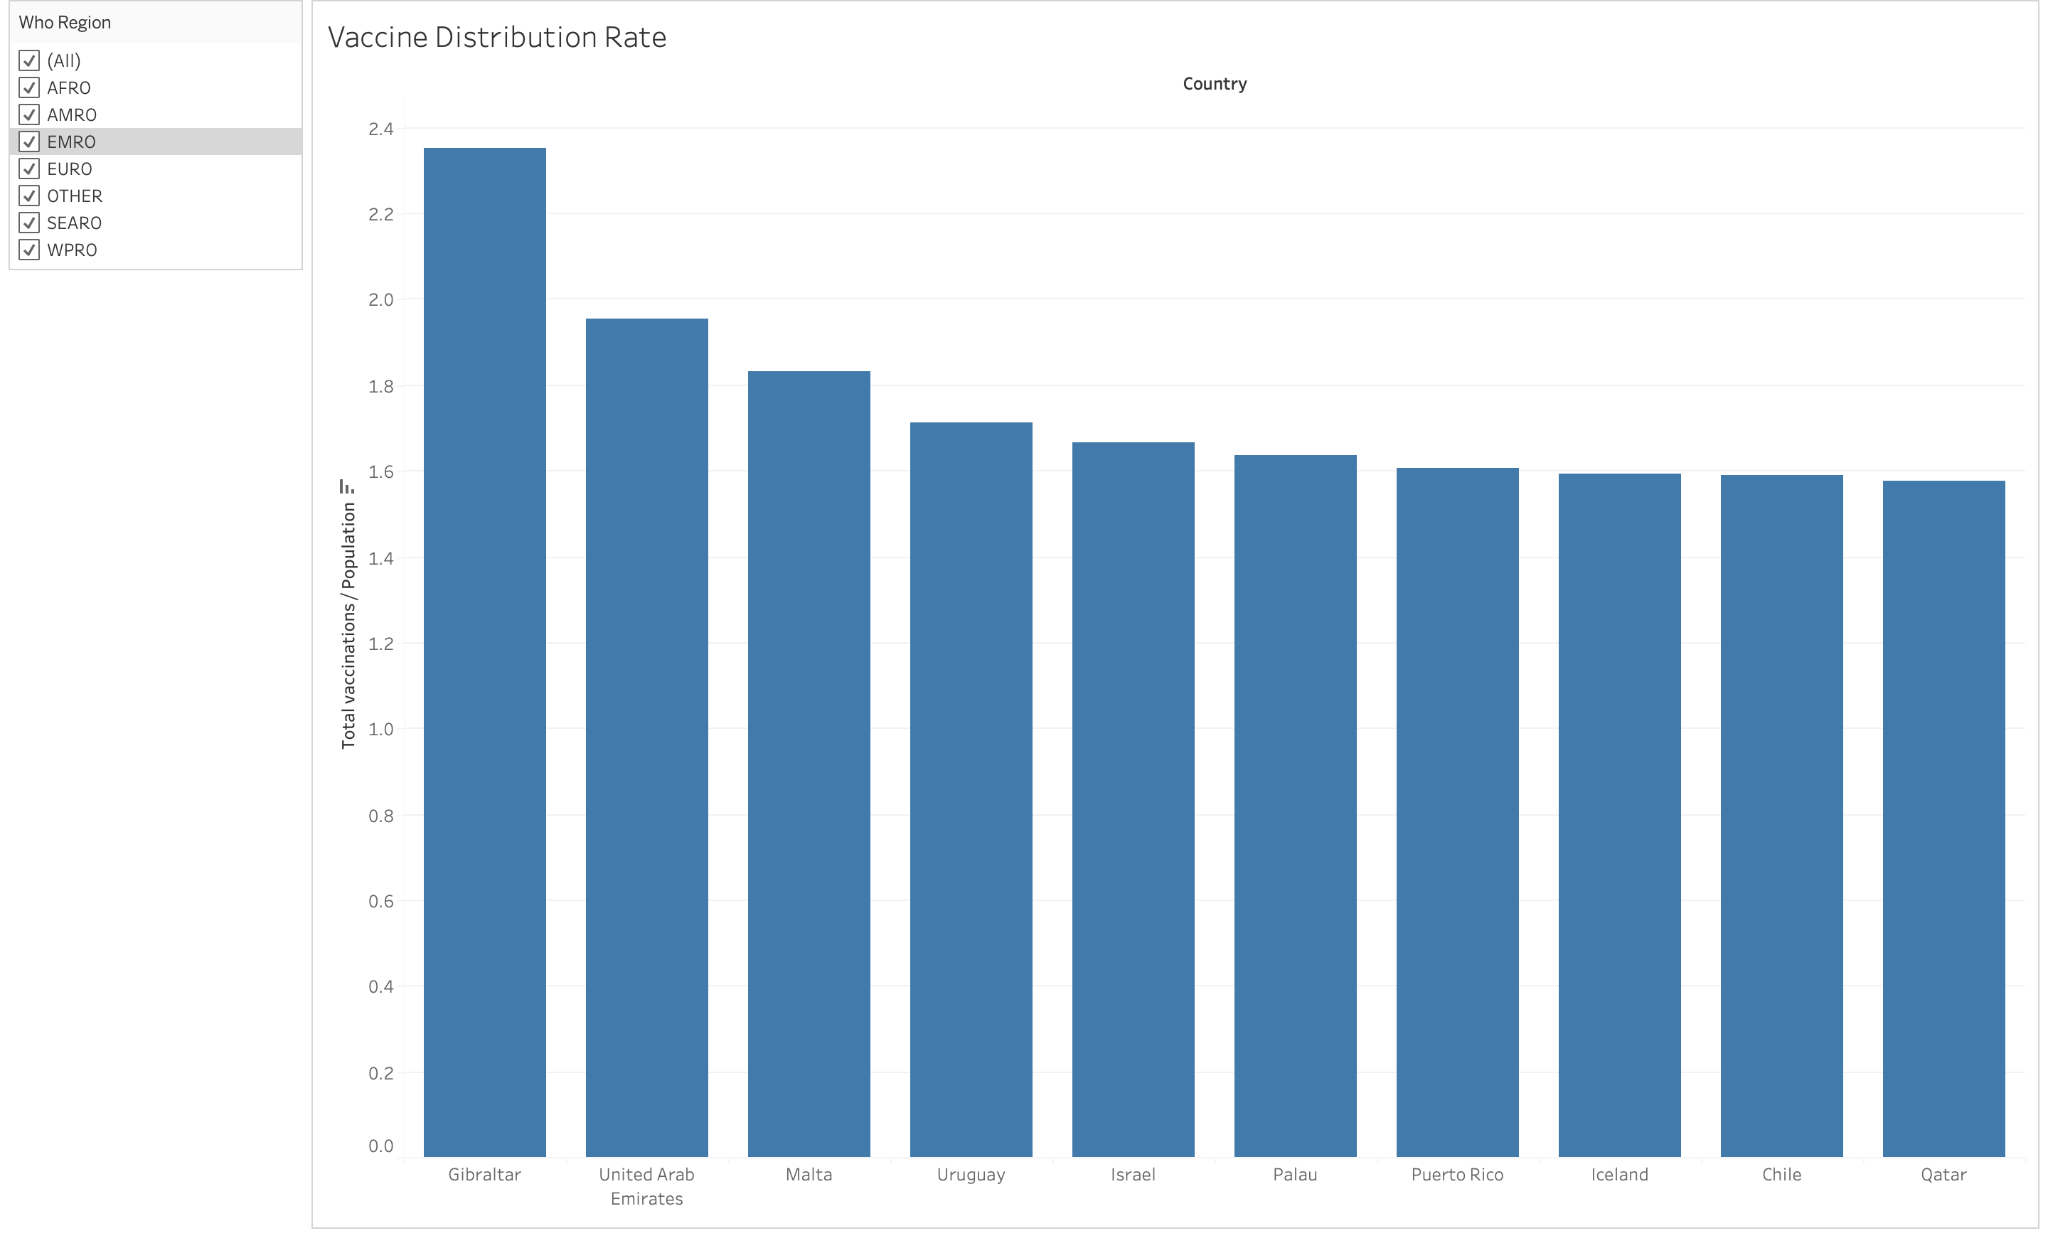 Who Region
(All)
AFRO
AMRO
EMRO
EURO
OTHER
SEARO
WPRO
Vaccine Distribution Rate
Country
Total vaccinations / Population
2.4
2.2
2.0
1.8
1.6
1.4
1.2
1.0
0.8
0.6
0.4
0.2
0.0
Gibraltar
United Arab
Emirates
Malta
Uruguay
Israel
Palau
Puerto Rico
Iceland
Chile
Qatar